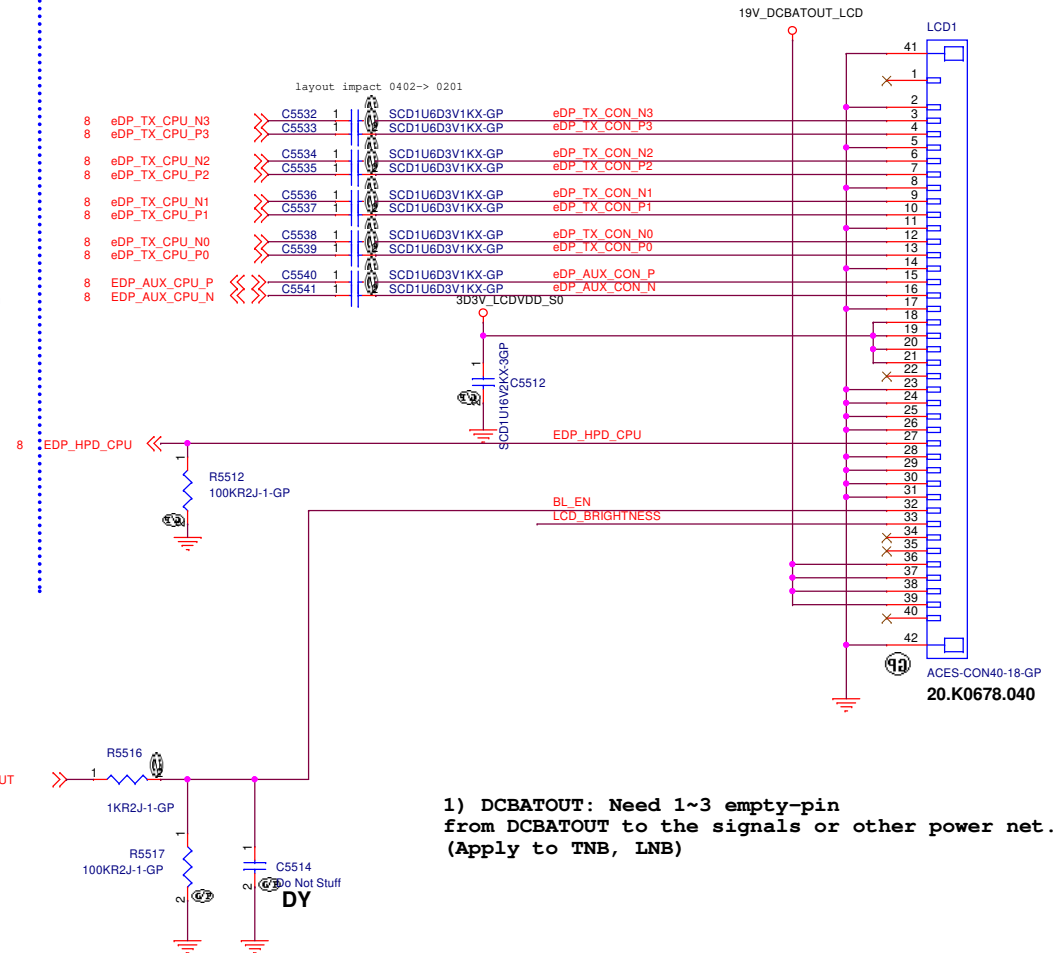 19V_DCBATOUT_LCD
LCD1
layout impact 0402-> 0201
41
1
2
8 eDP_TX_CPU_N3 C5532 1 SCD1U6D3V1KX-GP eDP_TX_CON_N3 3
8 eDP_TX_CPU_P3 C5533 1 SCD1U6D3V1KX-GP eDP_TX_CON_P3 4
5
8 eDP_TX_CPU_N2 C5534 1 SCD1U6D3V1KX-GP eDP_TX_CON_N2 6
8 eDP_TX_CPU_P2 C5535 1 SCD1U6D3V1KX-GP eDP_TX_CON_P2 7
8
8 eDP_TX_CPU_N1 C5536 1 SCD1U6D3V1KX-GP eDP_TX_CON_N1 9
8 eDP_TX_CPU_P1 C5537 1 SCD1U6D3V1KX-GP eDP_TX_CON_P1 10
11
8 eDP_TX_CPU_N0 C5538 1 SCD1U6D3V1KX-GP eDP_TX_CON_N0 12
8 eDP_TX_CPU_P0 C5539 1 SCD1U6D3V1KX-GP eDP_TX_CON_P0 13
14
8 EDP_AUX_CPU_P C5540 1 SCD1U6D3V1KX-GP eDP_AUX_CON_P 15
8 EDP_AUX_CPU_N C5541 1 SCD1U6D3V1KX-GP eDP_AUX_CON_N 16
3D3V_LCDVDD_S0
17
18
19
20
21
22
1
C5512
SCD1U16V2KX-3GP
23
24
25
26
8 EDP_HPD_CPU EDP_HPD_CPU 27
28
1
R5512
100KR2J-1-GP
29
30
31
BL_EN 32
LCD_BRIGHTNESS 33
34
35
36
37
38
39
40
42
GP
ACES-CON40-18-GP
20.K0678.040
R5516
UT 1
1KR2J-1-GP
1) DCBATOUT: Need 1~3 empty-pin
from DCBATOUT to the signals or other power net.
(Apply to TNB, LNB)
1
R5517
100KR2J-1-GP
2
1
C5514
2
Do Not Stuff
DY